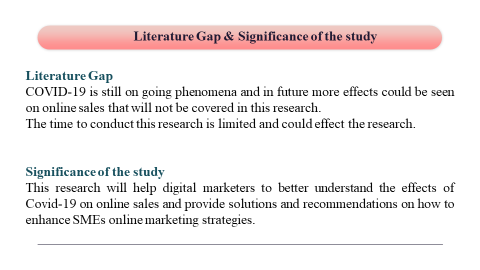 Literature Gap & Significance of the study
Literature Gap
COVID-19 is still on going phenomena and in future more effects could be seen
on online sales that will not be covered in this research.
The time to conduct this research is limited and could effect the research.
Significance of the study
This research will help digital marketers to better understand the effects of
Covid-19 on online sales and provide solutions and recommendations on how to
enhance SMEs online marketing strategies.